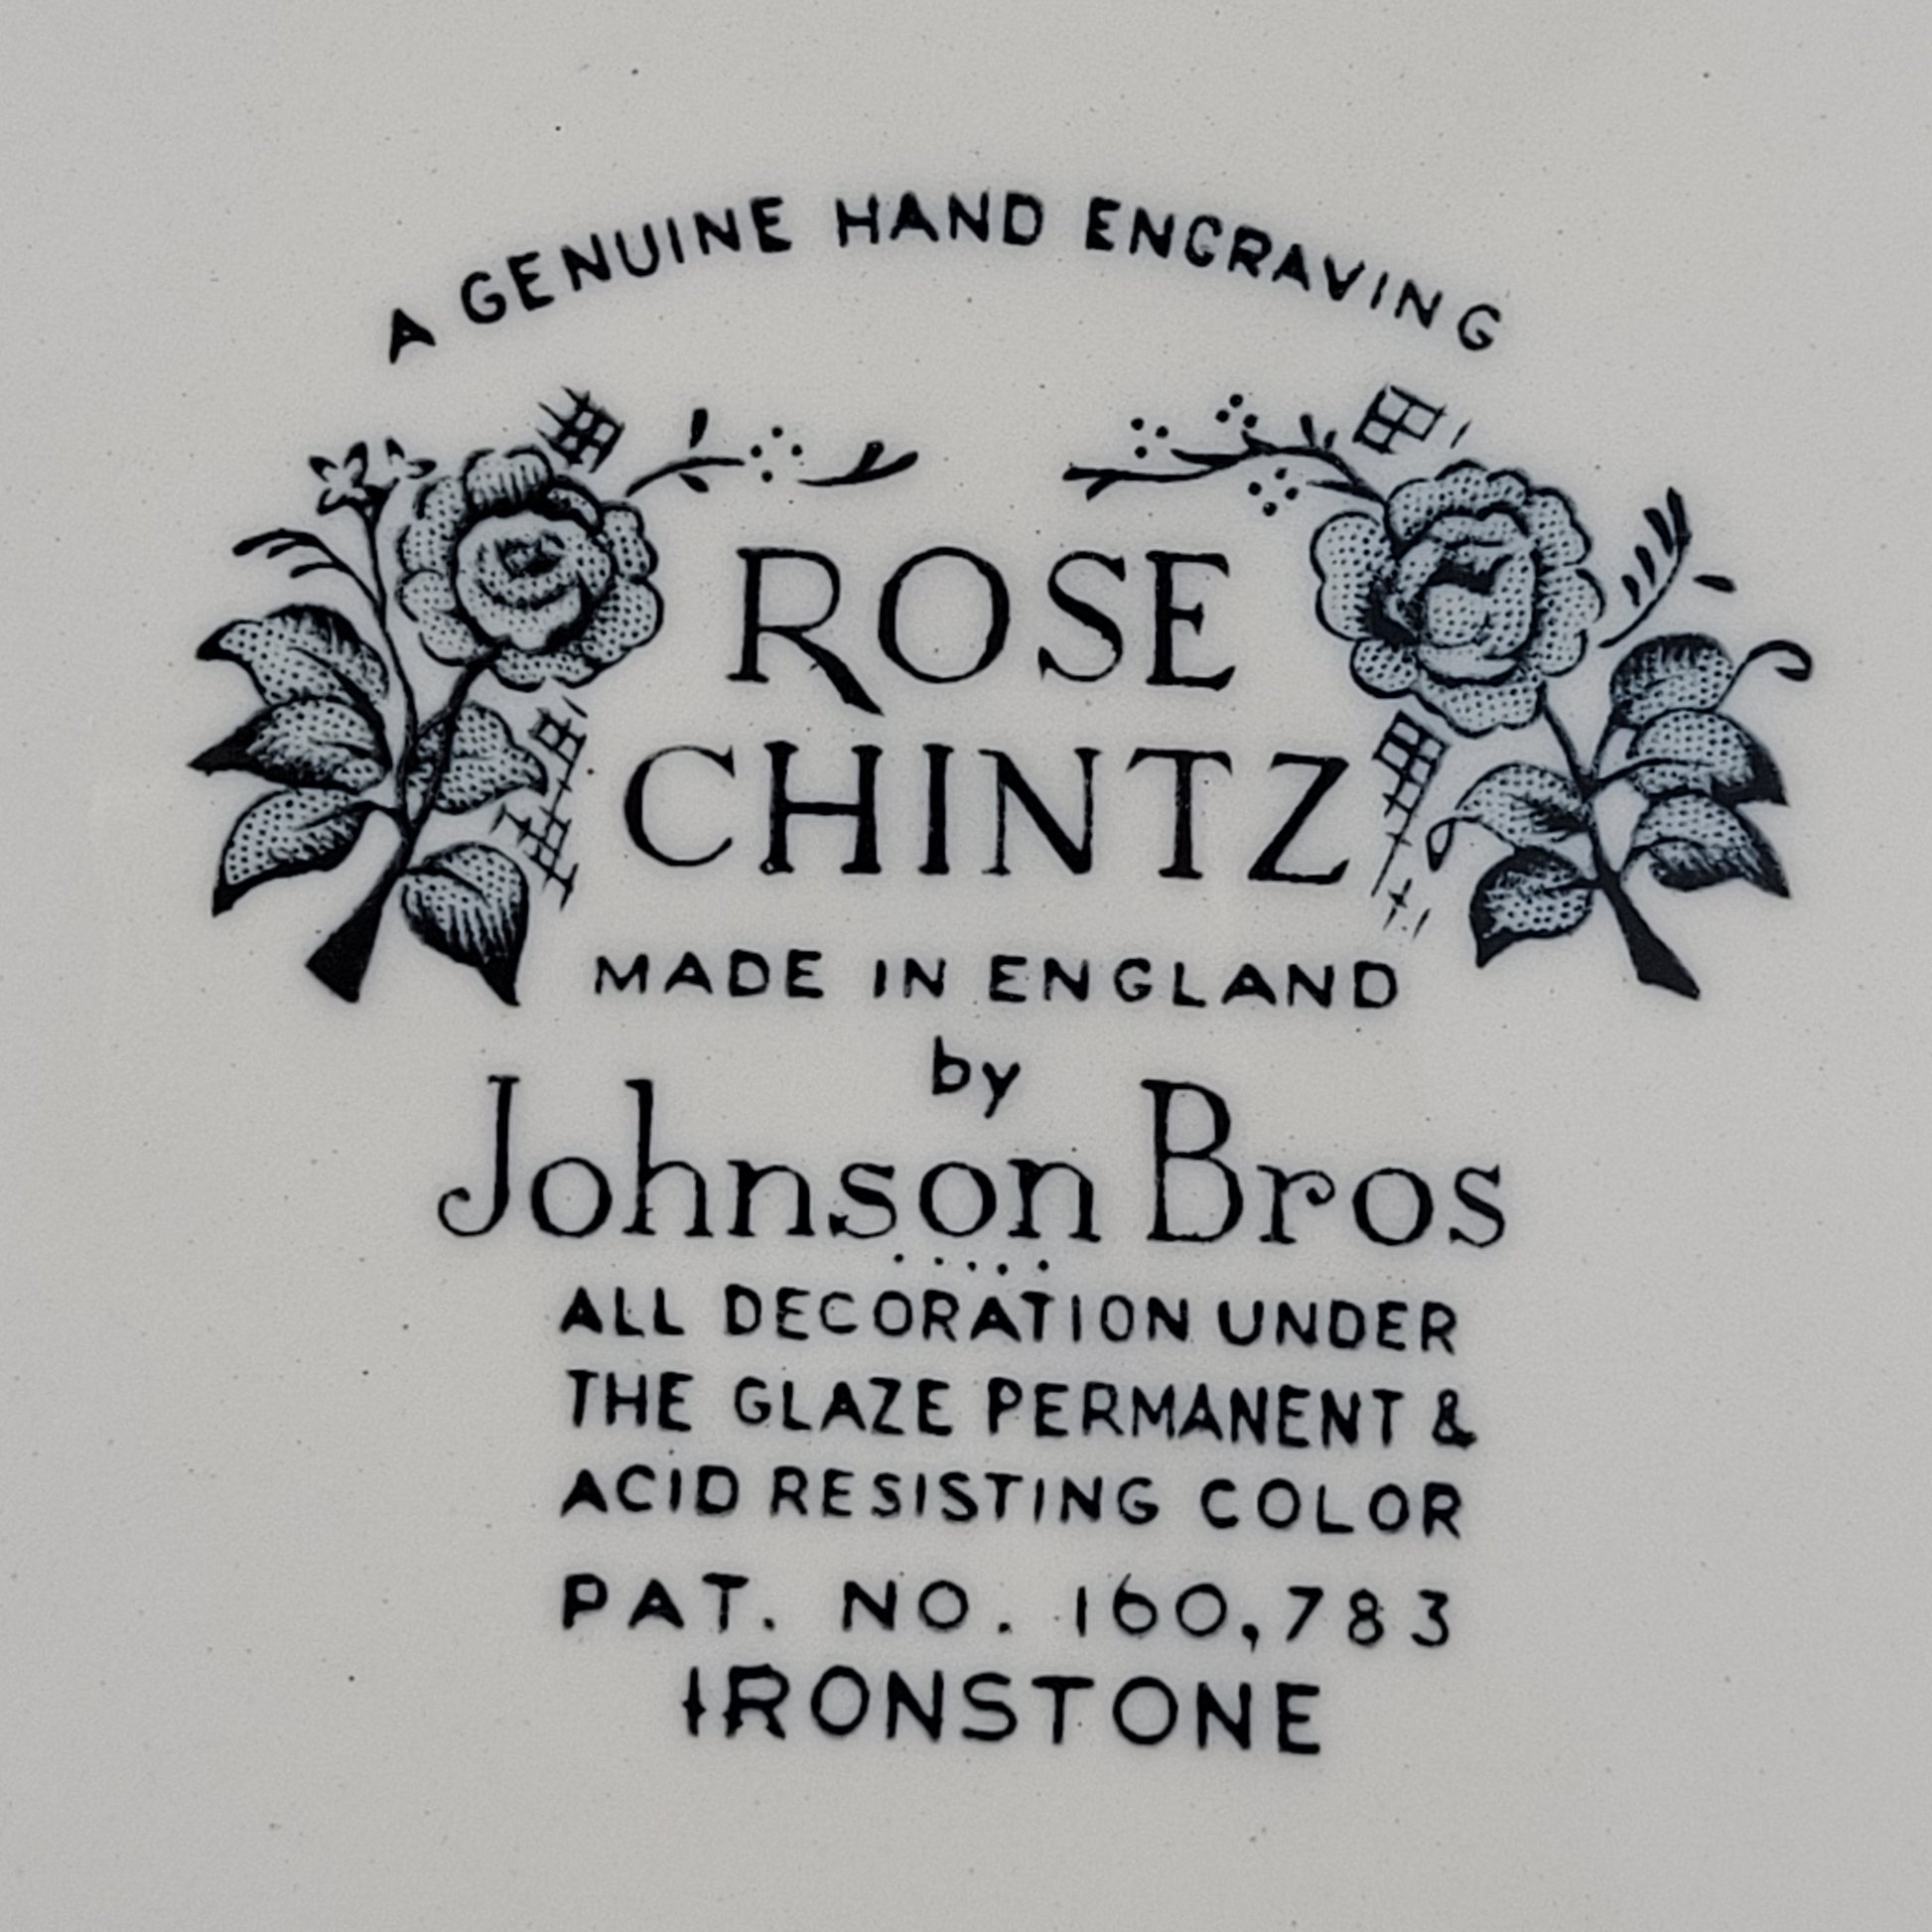 A GENUINE HAND ENGRAVING
ROSE
CHINTZ
MADE IN ENGLAND
by
Johnson Bros
ALL DECORATION UNDER
THE GLAZE PERMANENT &
ACID RESISTING COLOR
PAT. NO. 160,783
IRONSTONE